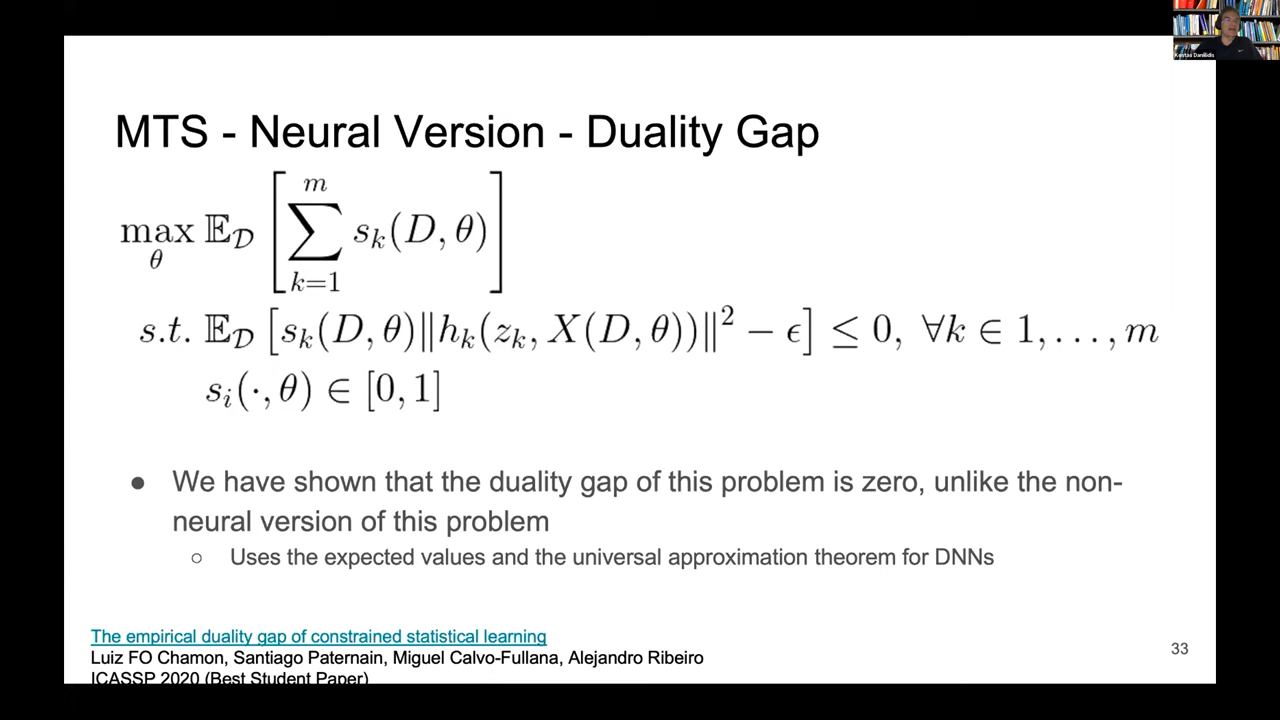 Kostas Daniilidis
MTS - Neural Version - Duality Gap
max_θ 𝔼_𝒟 [ ∑_{k=1}^{m} s_k(D, θ) ]
s.t. 𝔼_𝒟 [s_k(D, θ)‖h_k(z_k, X(D, θ))‖² − ϵ] ≤ 0, ∀k ∈ 1, . . . , m
s_i(·, θ) ∈ [0, 1]
● We have shown that the duality gap of this problem is zero, unlike the non-
neural version of this problem
○ Uses the expected values and the universal approximation theorem for DNNs
The empirical duality gap of constrained statistical learning
Luiz FO Chamon, Santiago Paternain, Miguel Calvo-Fullana, Alejandro Ribeiro
ICASSP 2020 (Best Student Paper)
33